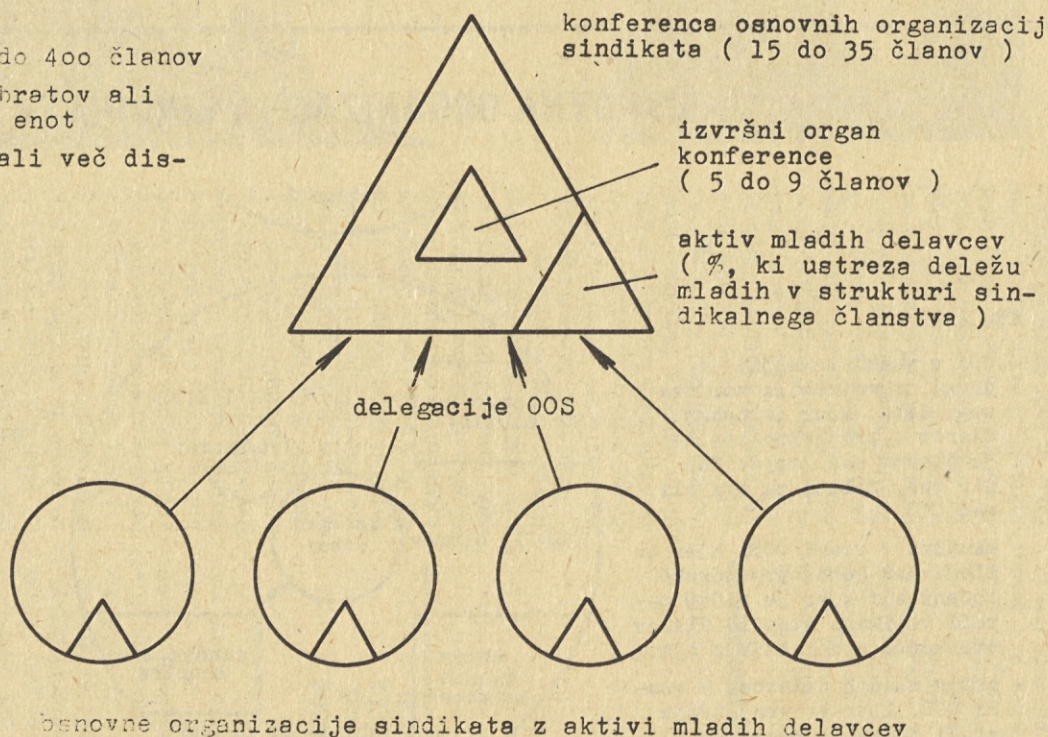 konferenca osnovnih organizacij
sindikata ( 15 do 35 članov )
do 4oo članov
bratov ali
enot
ali več dis-
izvršni organ
konference
( 5 do 9 članov )
aktiv mladih delavcev
( %, ki ustreza deležu
mladih v strukturi sin-
dikalnega članstva )
delegacije OOS
osnovne organizacije sindikata z aktivi mladih delavcev